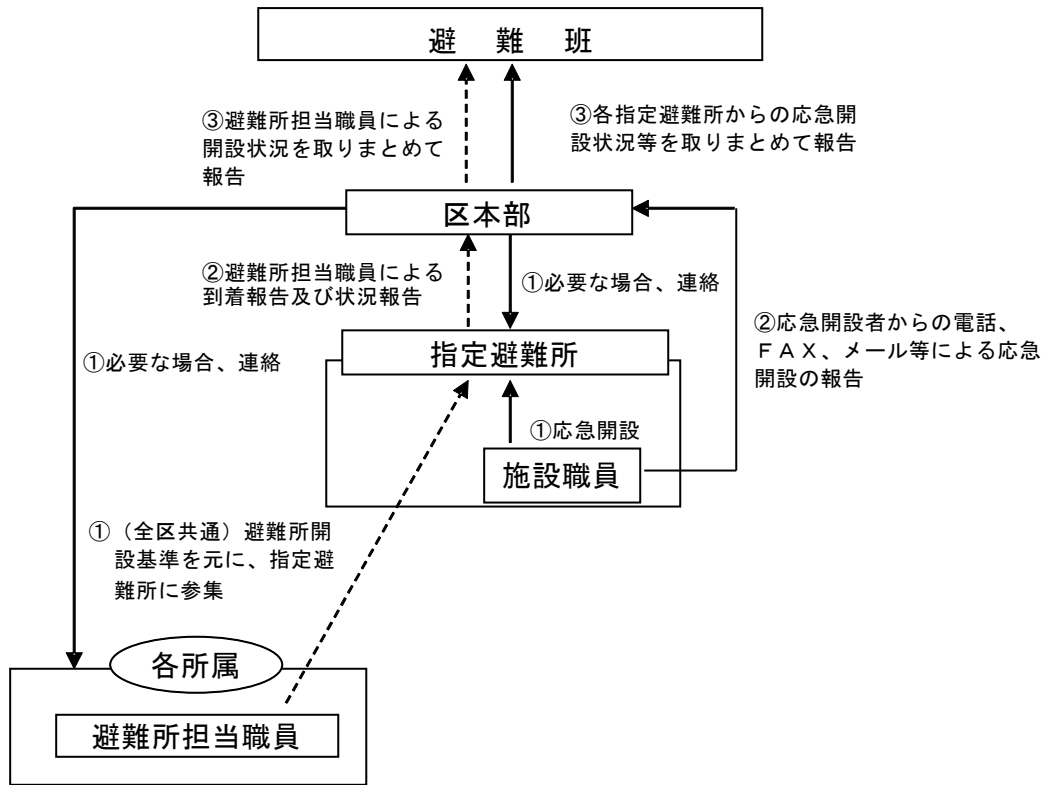 避 難 班
③避難所担当職員による
開設状況を取りまとめて
報告
③各指定避難所からの応急開
設状況等を取りまとめて報告
区本部
②避難所担当職員による
到着報告及び状況報告
①必要な場合、連絡
②応急開設者からの電話、
ＦＡＸ、メール等による応急
開設の報告
指定避難所
①必要な場合、連絡
①応急開設
施設職員
①（全区共通）避難所開
設基準を元に、指定避
難所に参集
各所属
避難所担当職員